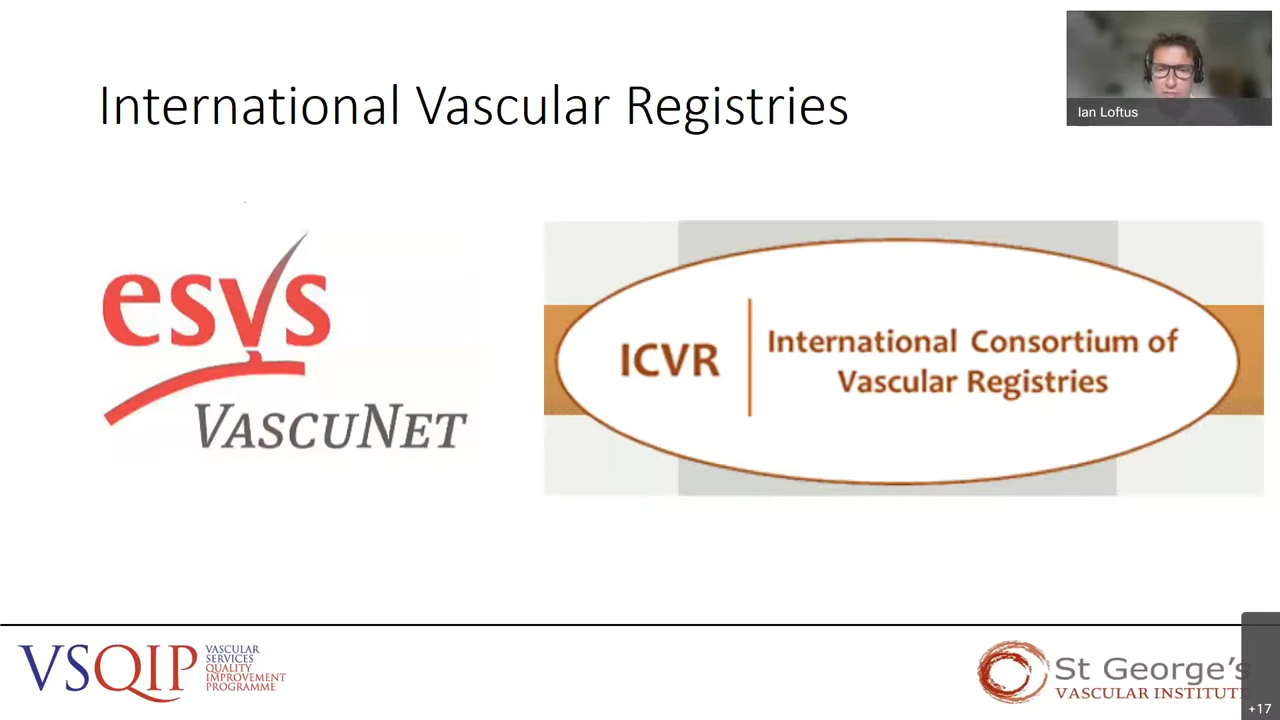 International Vascular Registries
Ian Loftus
esvs
VASCUNET
ICVR
International Consortium of
Vascular Registries
VSQIP
VASCULAR
SERVICES
QUALITY
IMPROVEMENT
PROGRAMME
St George's
VASCULAR INSTITUTE
+17